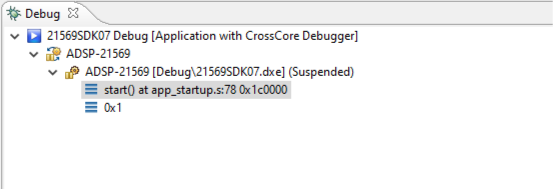 Debug
21569SDK07 Debug [Application with CrossCore Debugger]
ADSP-21569
ADSP-21569 [Debug\21569SDK07.dxe] (Suspended)
start() at app_startup.s:78 0x1c0000
0x1